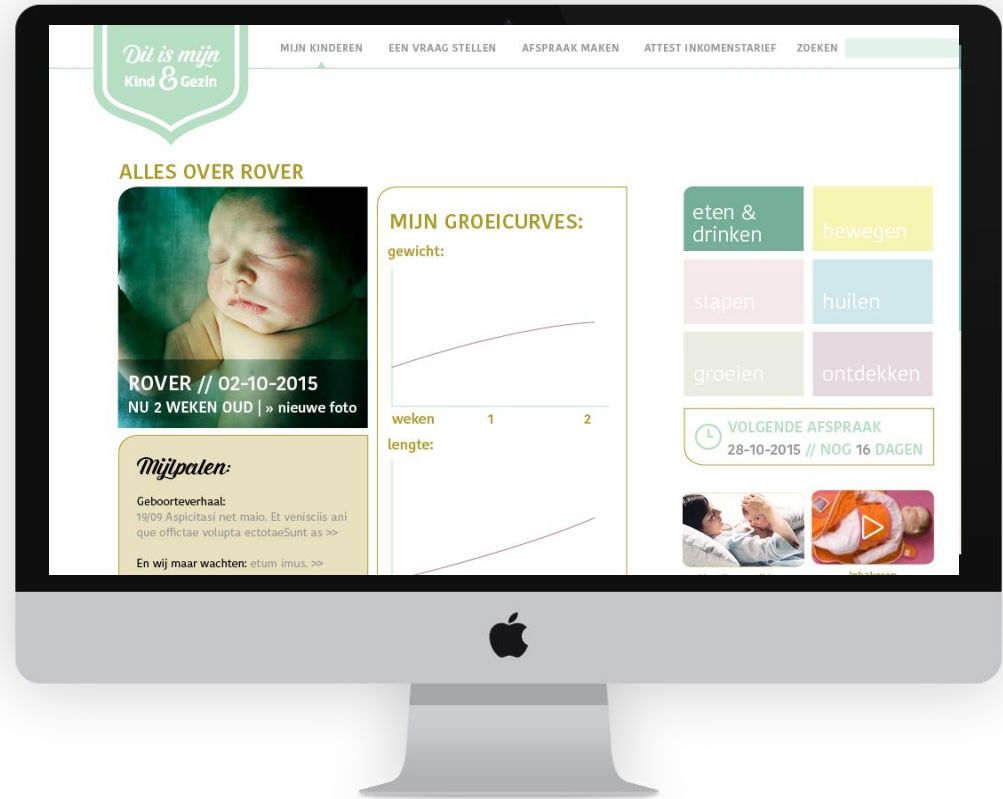 Dit is mijn
Kind & Gezin
MIJN KINDEREN
EEN VRAAG STELLEN
AFSPRAAK MAKEN
ATTEST INKOMENSTARIEF
ZOEKEN
ALLES OVER ROVER
ROVER // 02-10-2015
NU 2 WEKEN OUD | » nieuwe foto
Mijlpalen:
Geboorteverhaal:
19/09 Aspicitasi net maio. Et venisciis ani
que offictae volupta ectotaeSunt as >>
En wij maar wachten: etum imus. >>
MIJN GROEICURVES:
gewicht:
weken 1 2
lengte:
eten &
drinken
bewegen
slapen
huilen
groeien
ontdekken
VOLGENDE AFSPRAAK
28-10-2015 // NOG 16 DAGEN